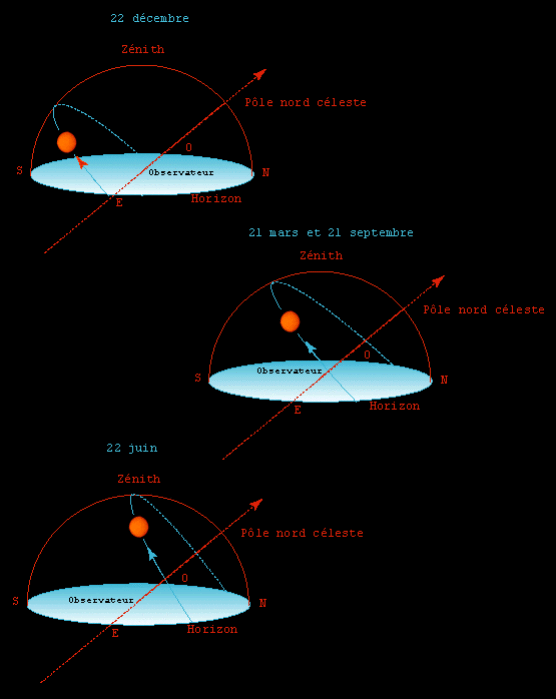 22 décembre
Zénith
Pôle nord céleste
O
S
Observateur
N
E
Horizon
21 mars et 21 septembre
Zénith
Pôle nord céleste
O
Observateur
S
N
E
Horizon
22 juin
Zénith
Pôle nord céleste
O
S
Observateur
N
E
Horizon